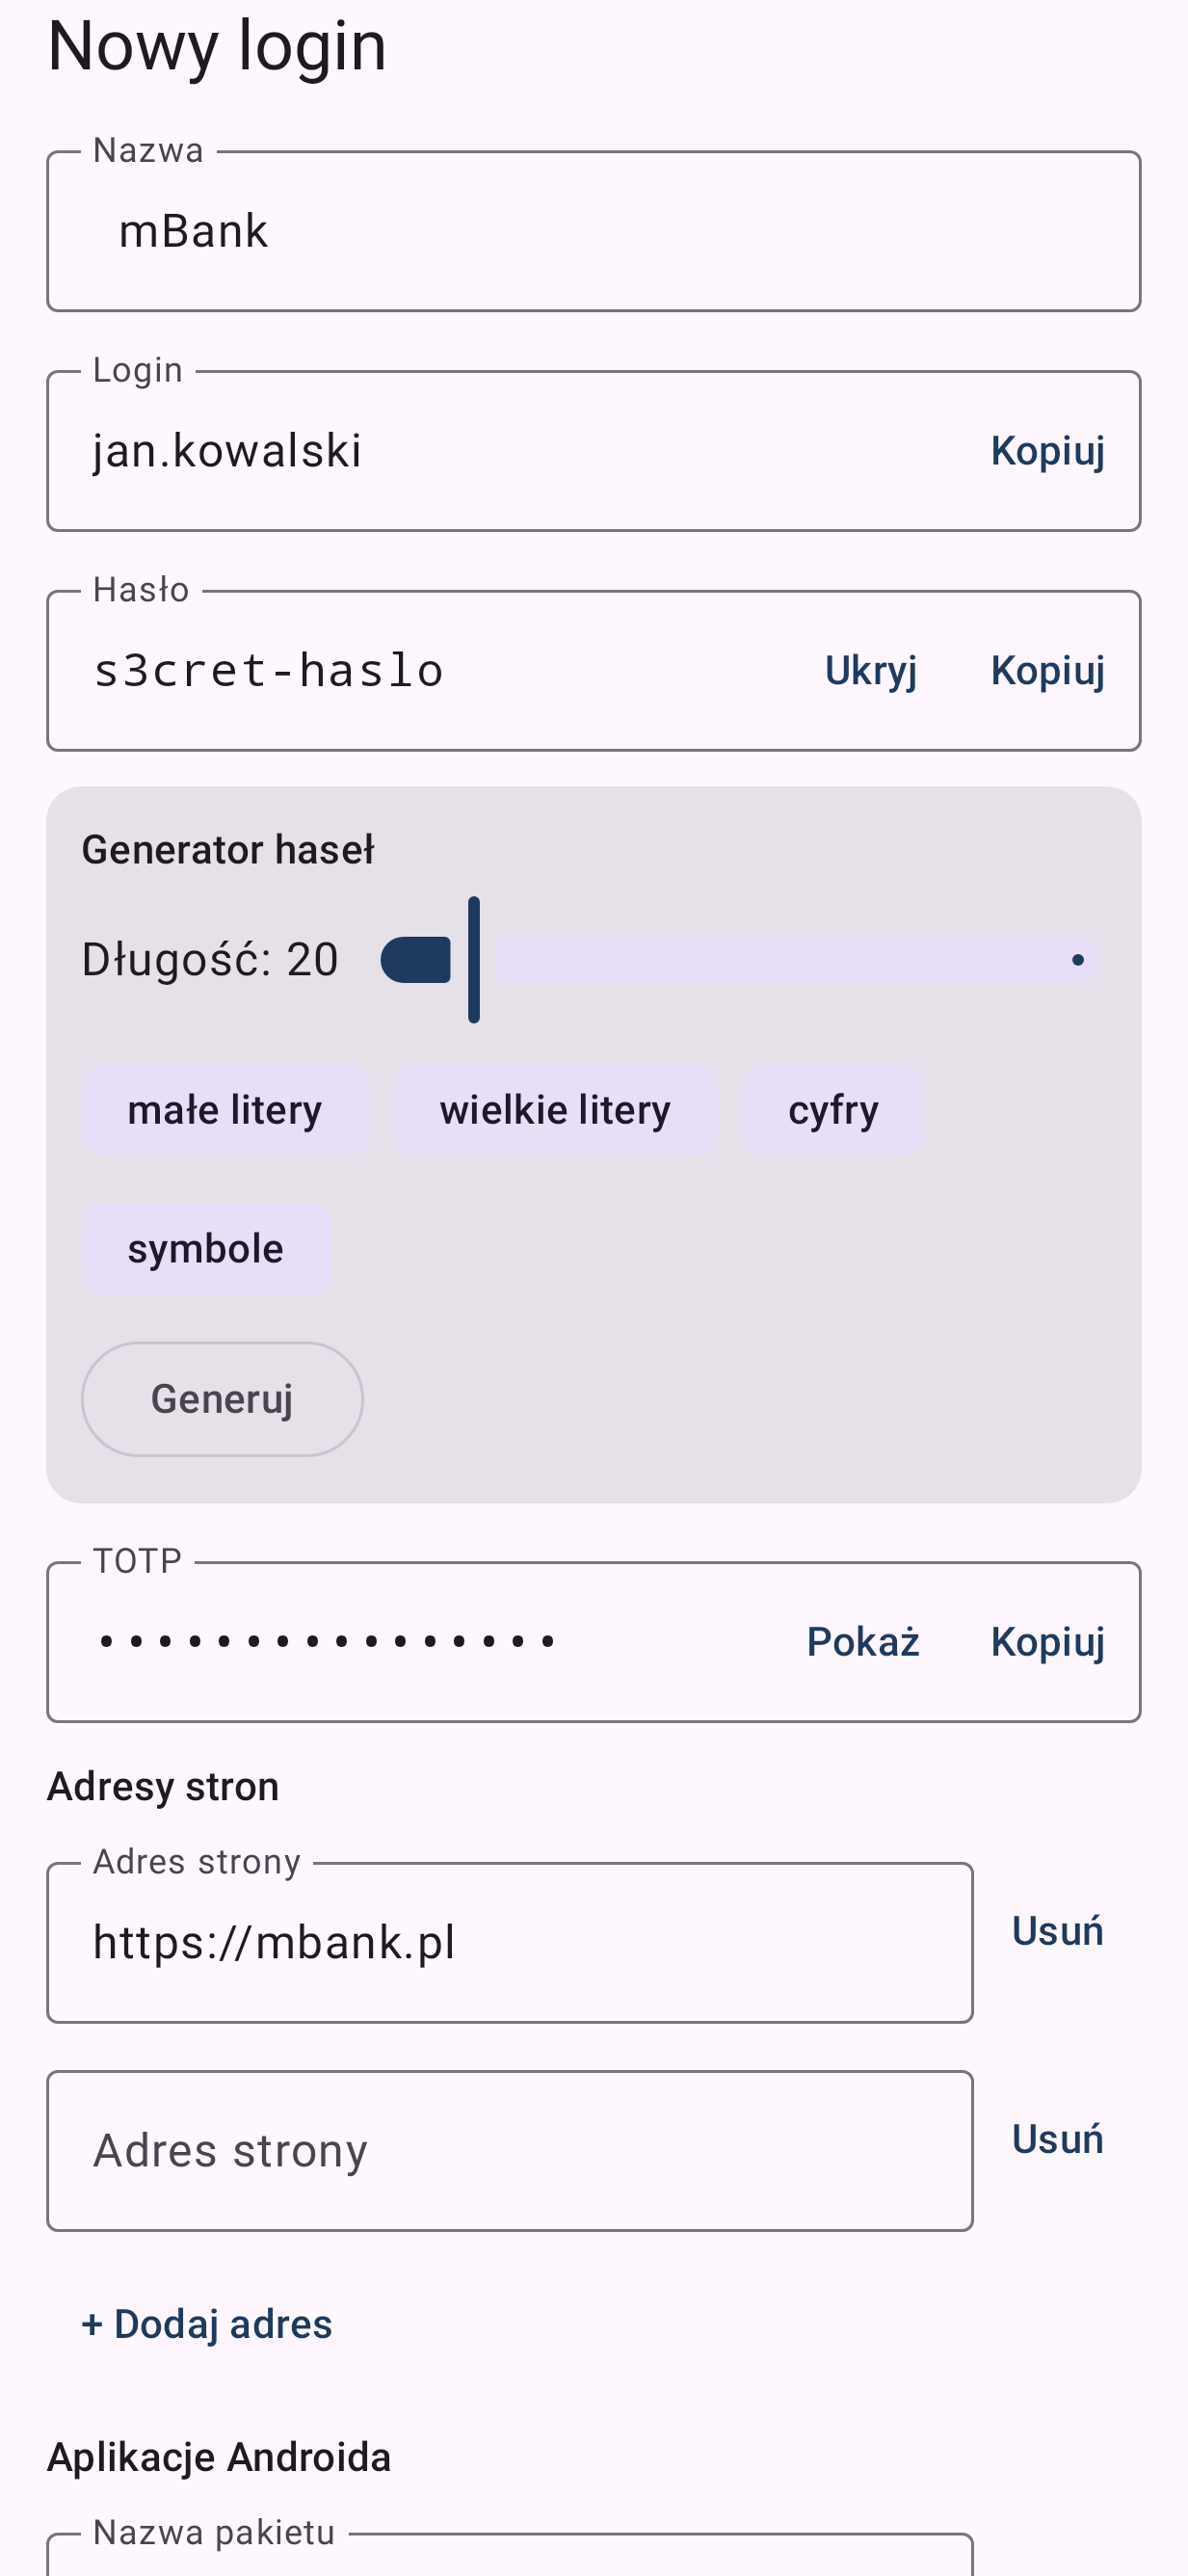 Nowy login
Nazwa
mBank
Login
jan.kowalski Kopiuj
Hasło
s3cret-haslo Ukryj Kopiuj
Generator haseł
Długość: 20
małe litery wielkie litery cyfry
symbole
Generuj
TOTP
•••••••••••••••• Pokaż Kopiuj
Adresy stron
Adres strony
https://mbank.pl Usuń
Adres strony Usuń
+ Dodaj adres
Aplikacje Androida
Nazwa pakietu